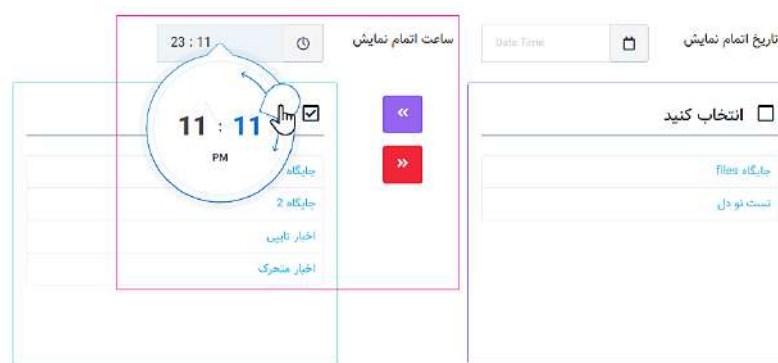 تاریخ اتمام نمایش
Date Time
ساعت اتمام نمایش
23 : 11
انتخاب کنید
«
11 : 11
PM
»
جایگاه files
تست نو دل
جایگاه
جایگاه 2
اخبار تایپی
اخبار متحرک